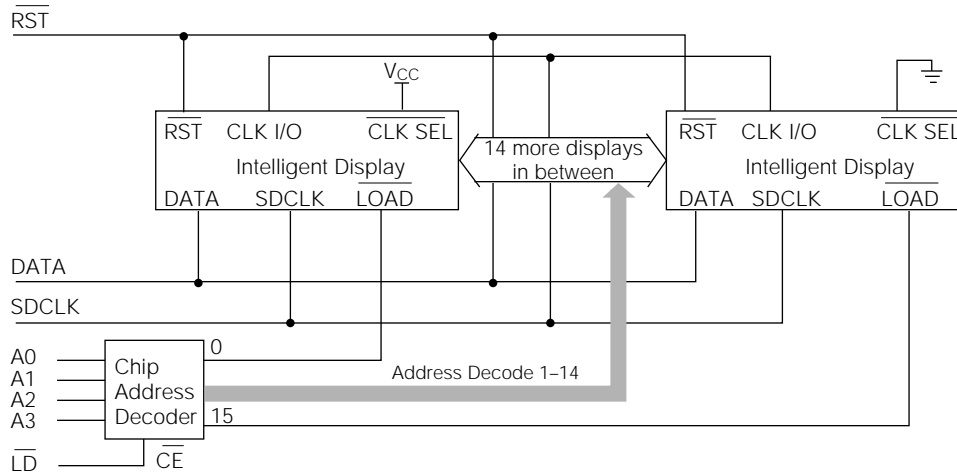 RST
VCC
RST CLK I/O CLK SEL
Intelligent Display
DATA SDCLK LOAD
14 more displays
in between
RST CLK I/O CLK SEL
Intelligent Display
DATA SDCLK LOAD
DATA
SDCLK
A0
A1
A2
A3
Chip
Address
Decoder
0
Address Decode 1–14
15
LD
CE